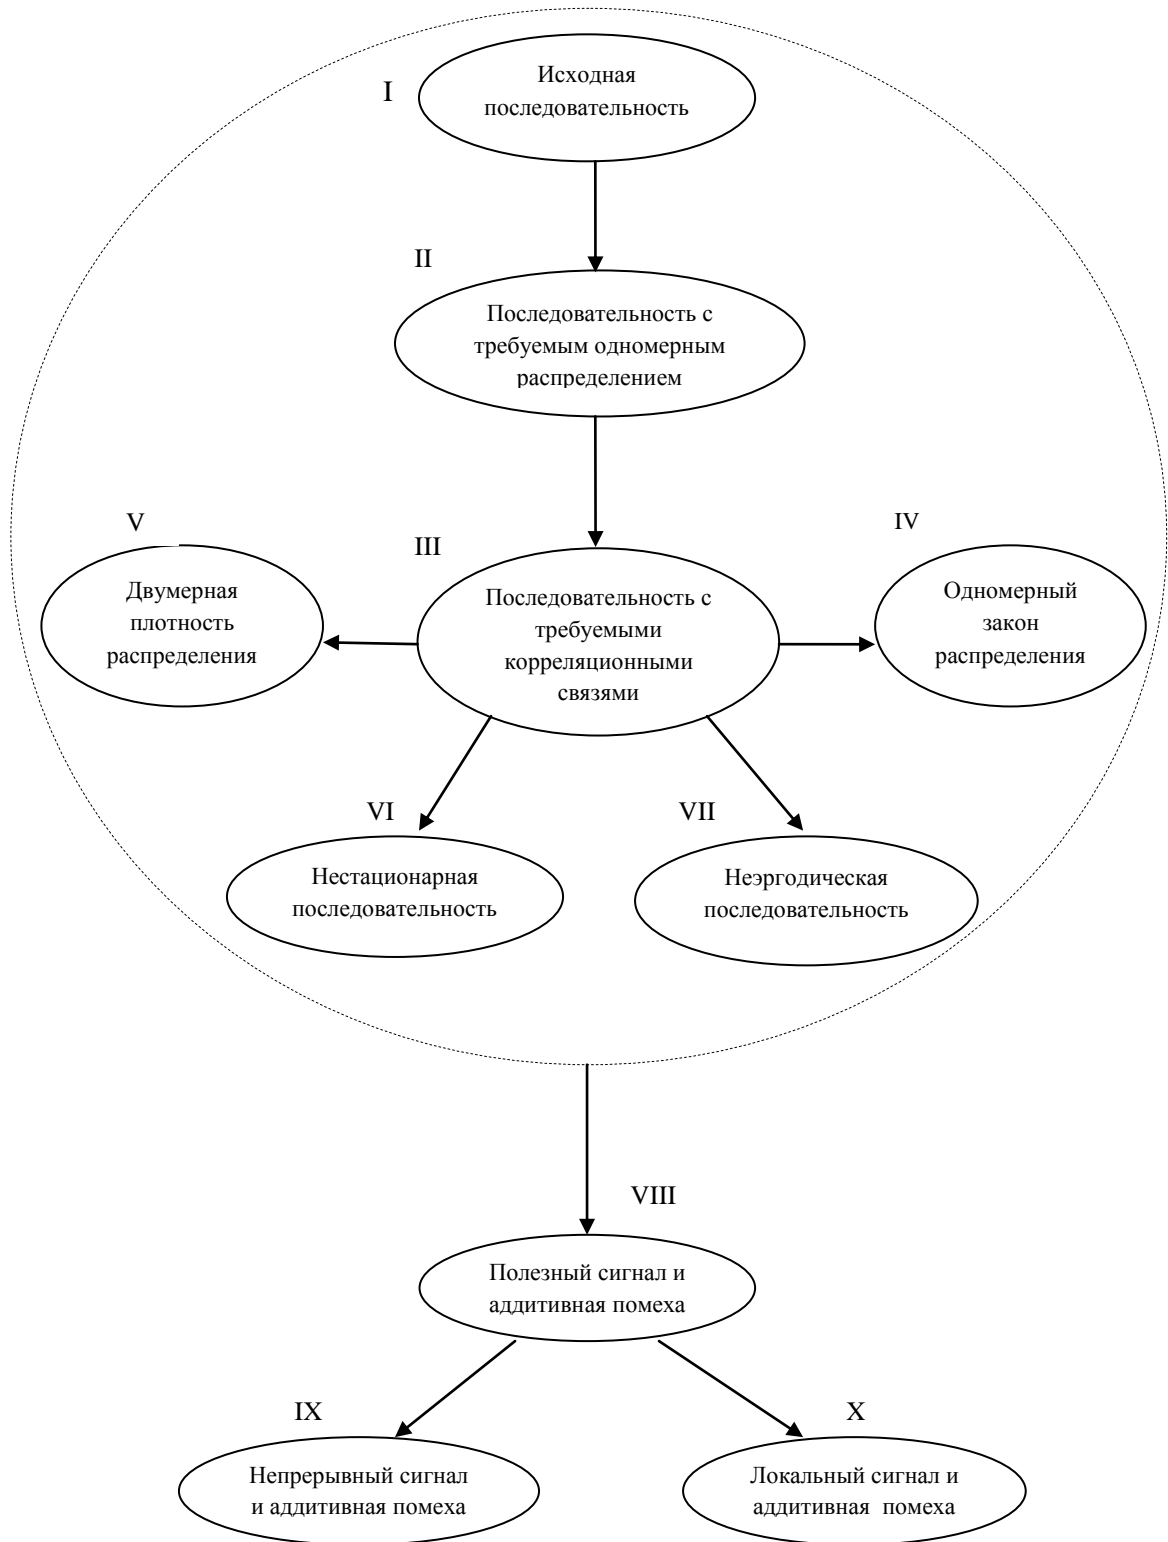 I
Исходная
последовательность
II
Последовательность с
требуемым одномерным
распределением
V
Двумерная
плотность
распределения
III
Последовательность с
требуемыми
корреляционными
связями
IV
Одномерный
закон
распределения
VI
Нестационарная
последовательность
VII
Неэргодическая
последовательность
VIII
Полезный сигнал и
аддитивная помеха
IX
Непрерывный сигнал
и аддитивная помеха
X
Локальный сигнал и
аддитивная помеха